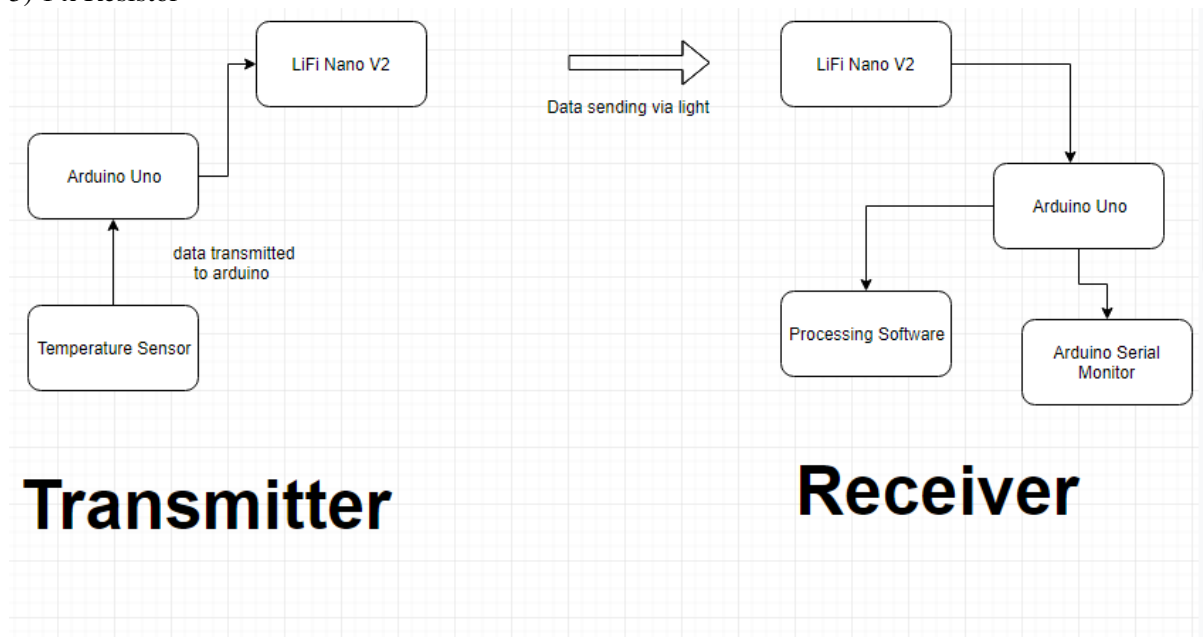 LiFi Nano V2
Data sending via light
LiFi Nano V2
Arduino Uno
data transmitted
to arduino
Temperature Sensor
Arduino Uno
Processing Software
Arduino Serial
Monitor
Transmitter
Receiver